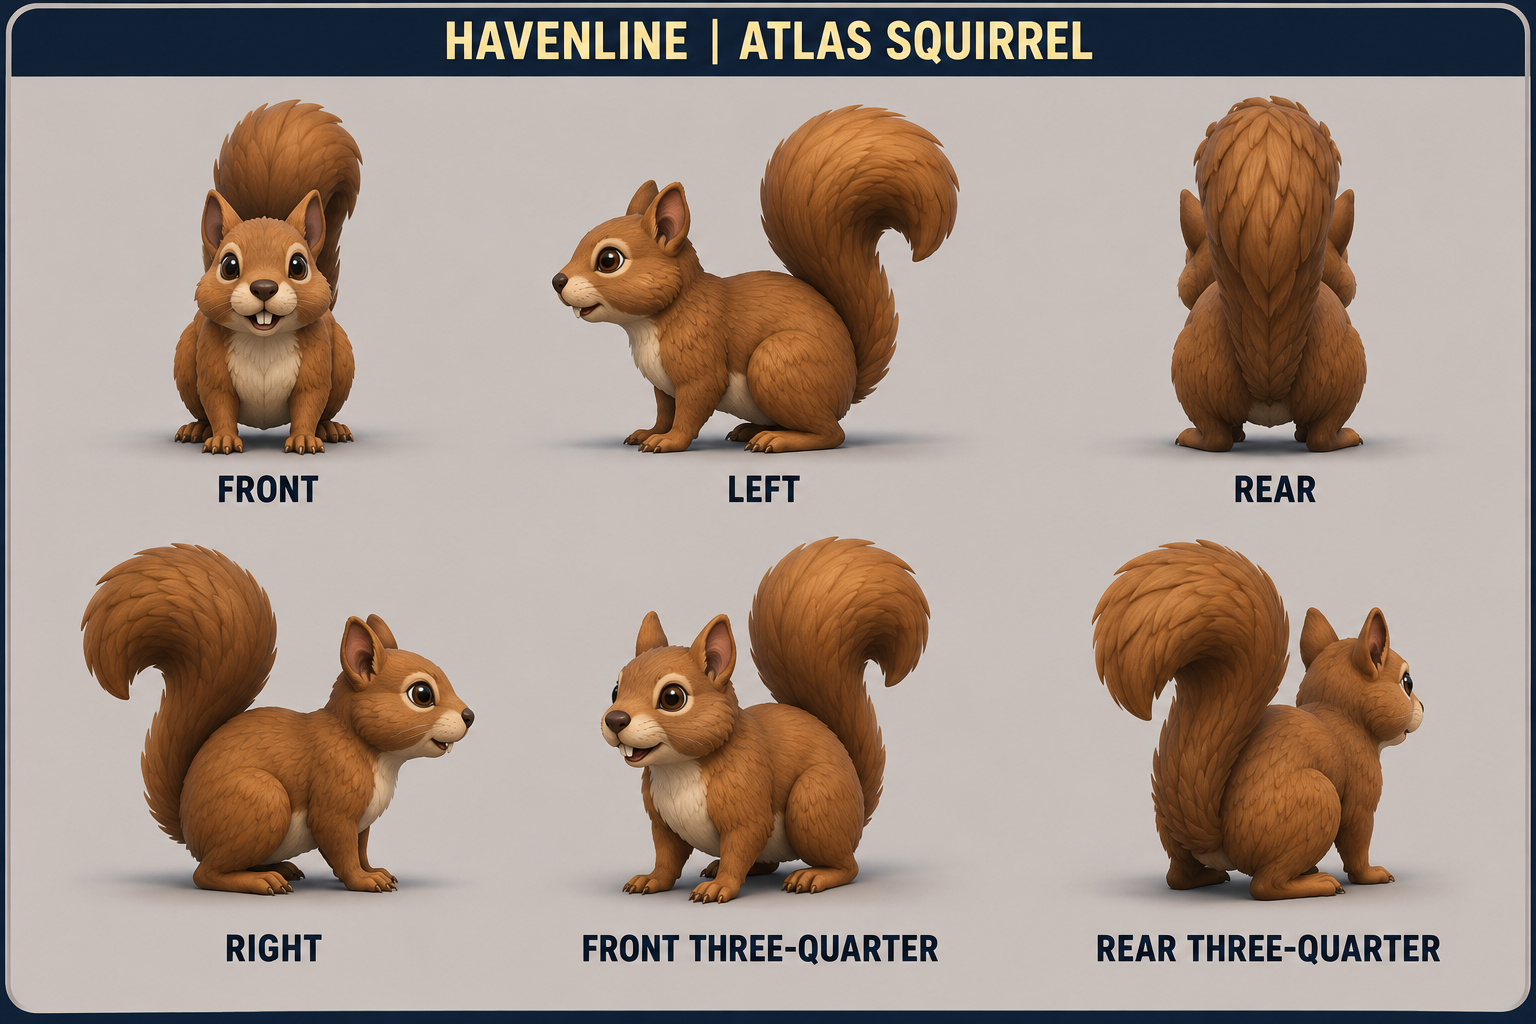 HAVENLINE | ATLAS SQUIRREL
FRONT
LEFT
REAR
RIGHT
FRONT THREE-QUARTER
REAR THREE-QUARTER